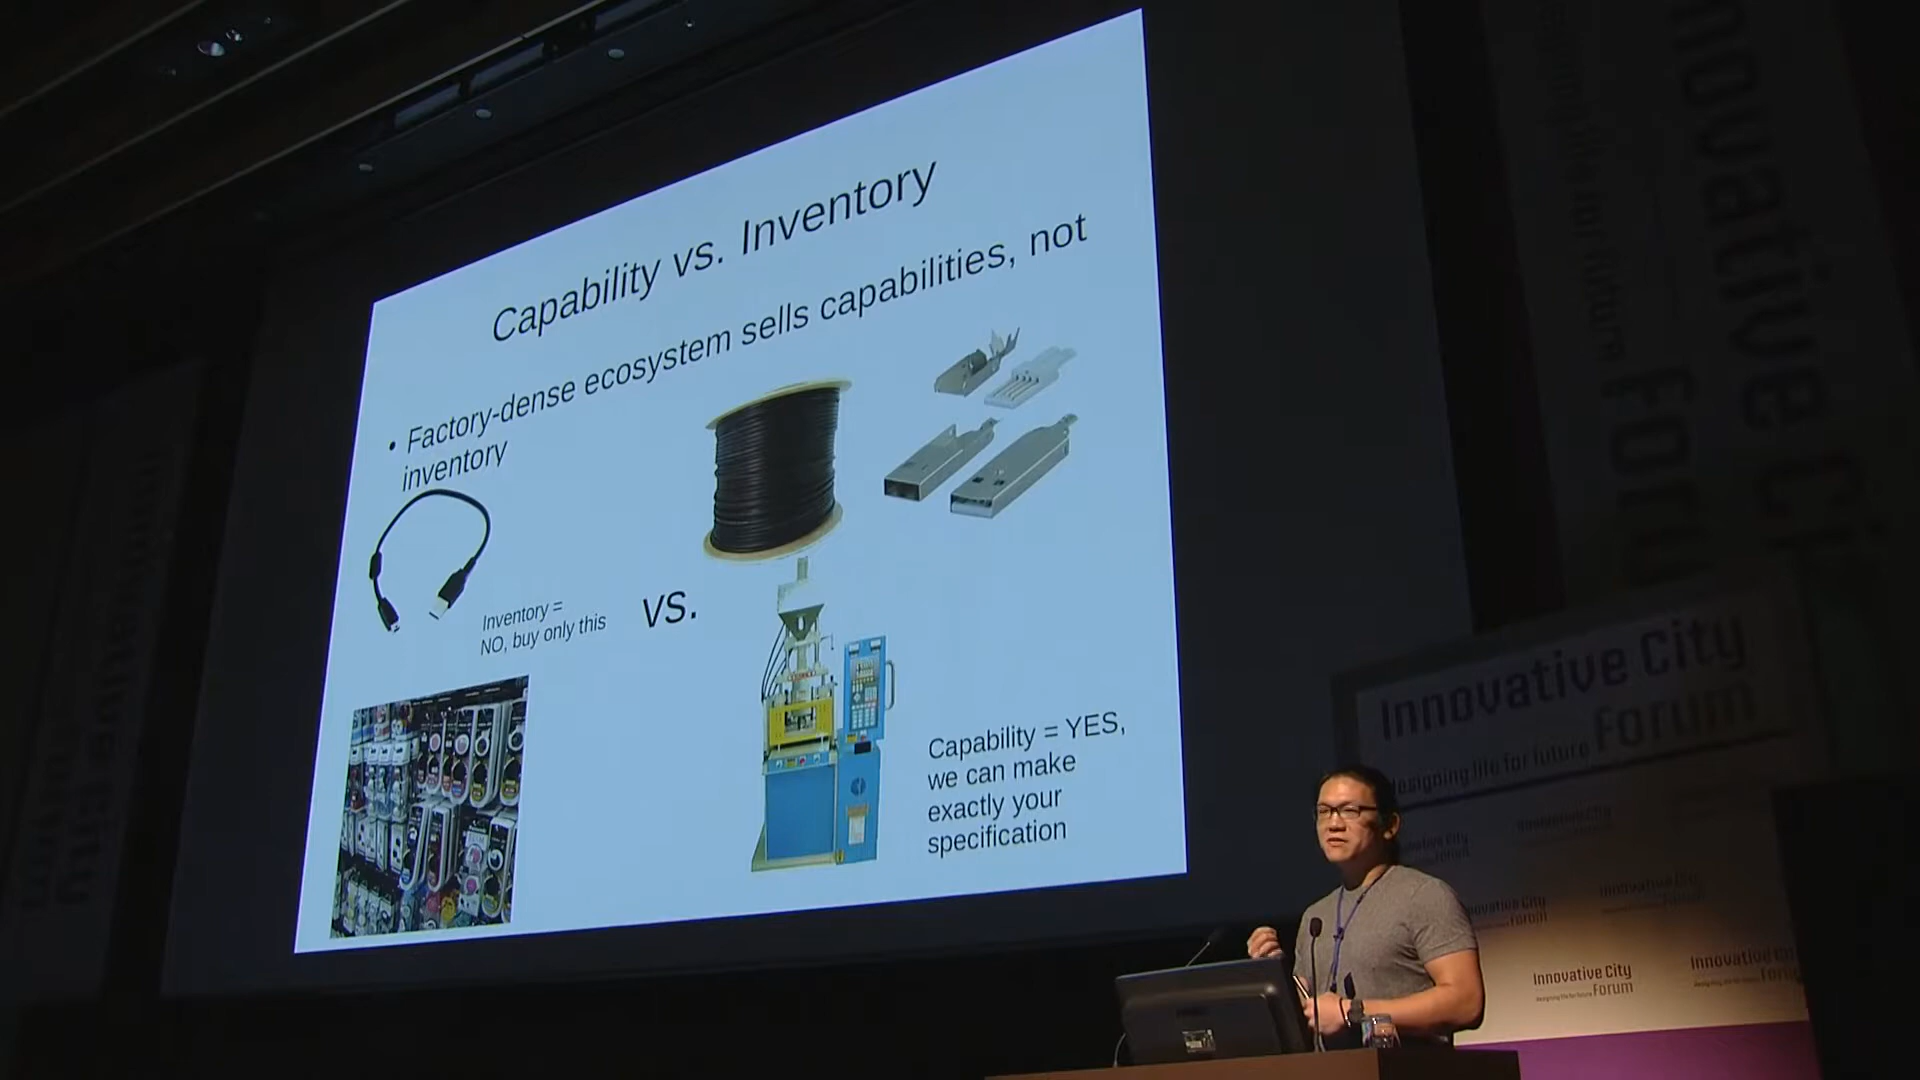 Capability vs. Inventory
• Factory-dense ecosystem sells capabilities, not
inventory
Inventory =
NO, buy only this
vs.
Capability = YES,
we can make
exactly your
specification
Innovative City
Forum
Designing life for future
Innovative City
Forum
Innovative City
Forum